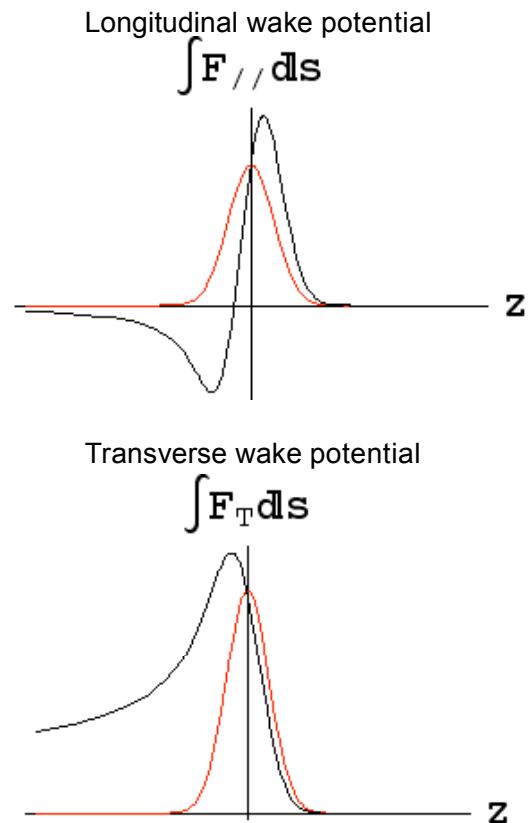 Longitudinal wake potential
∫F//ds
z
Transverse wake potential
∫FTds
z